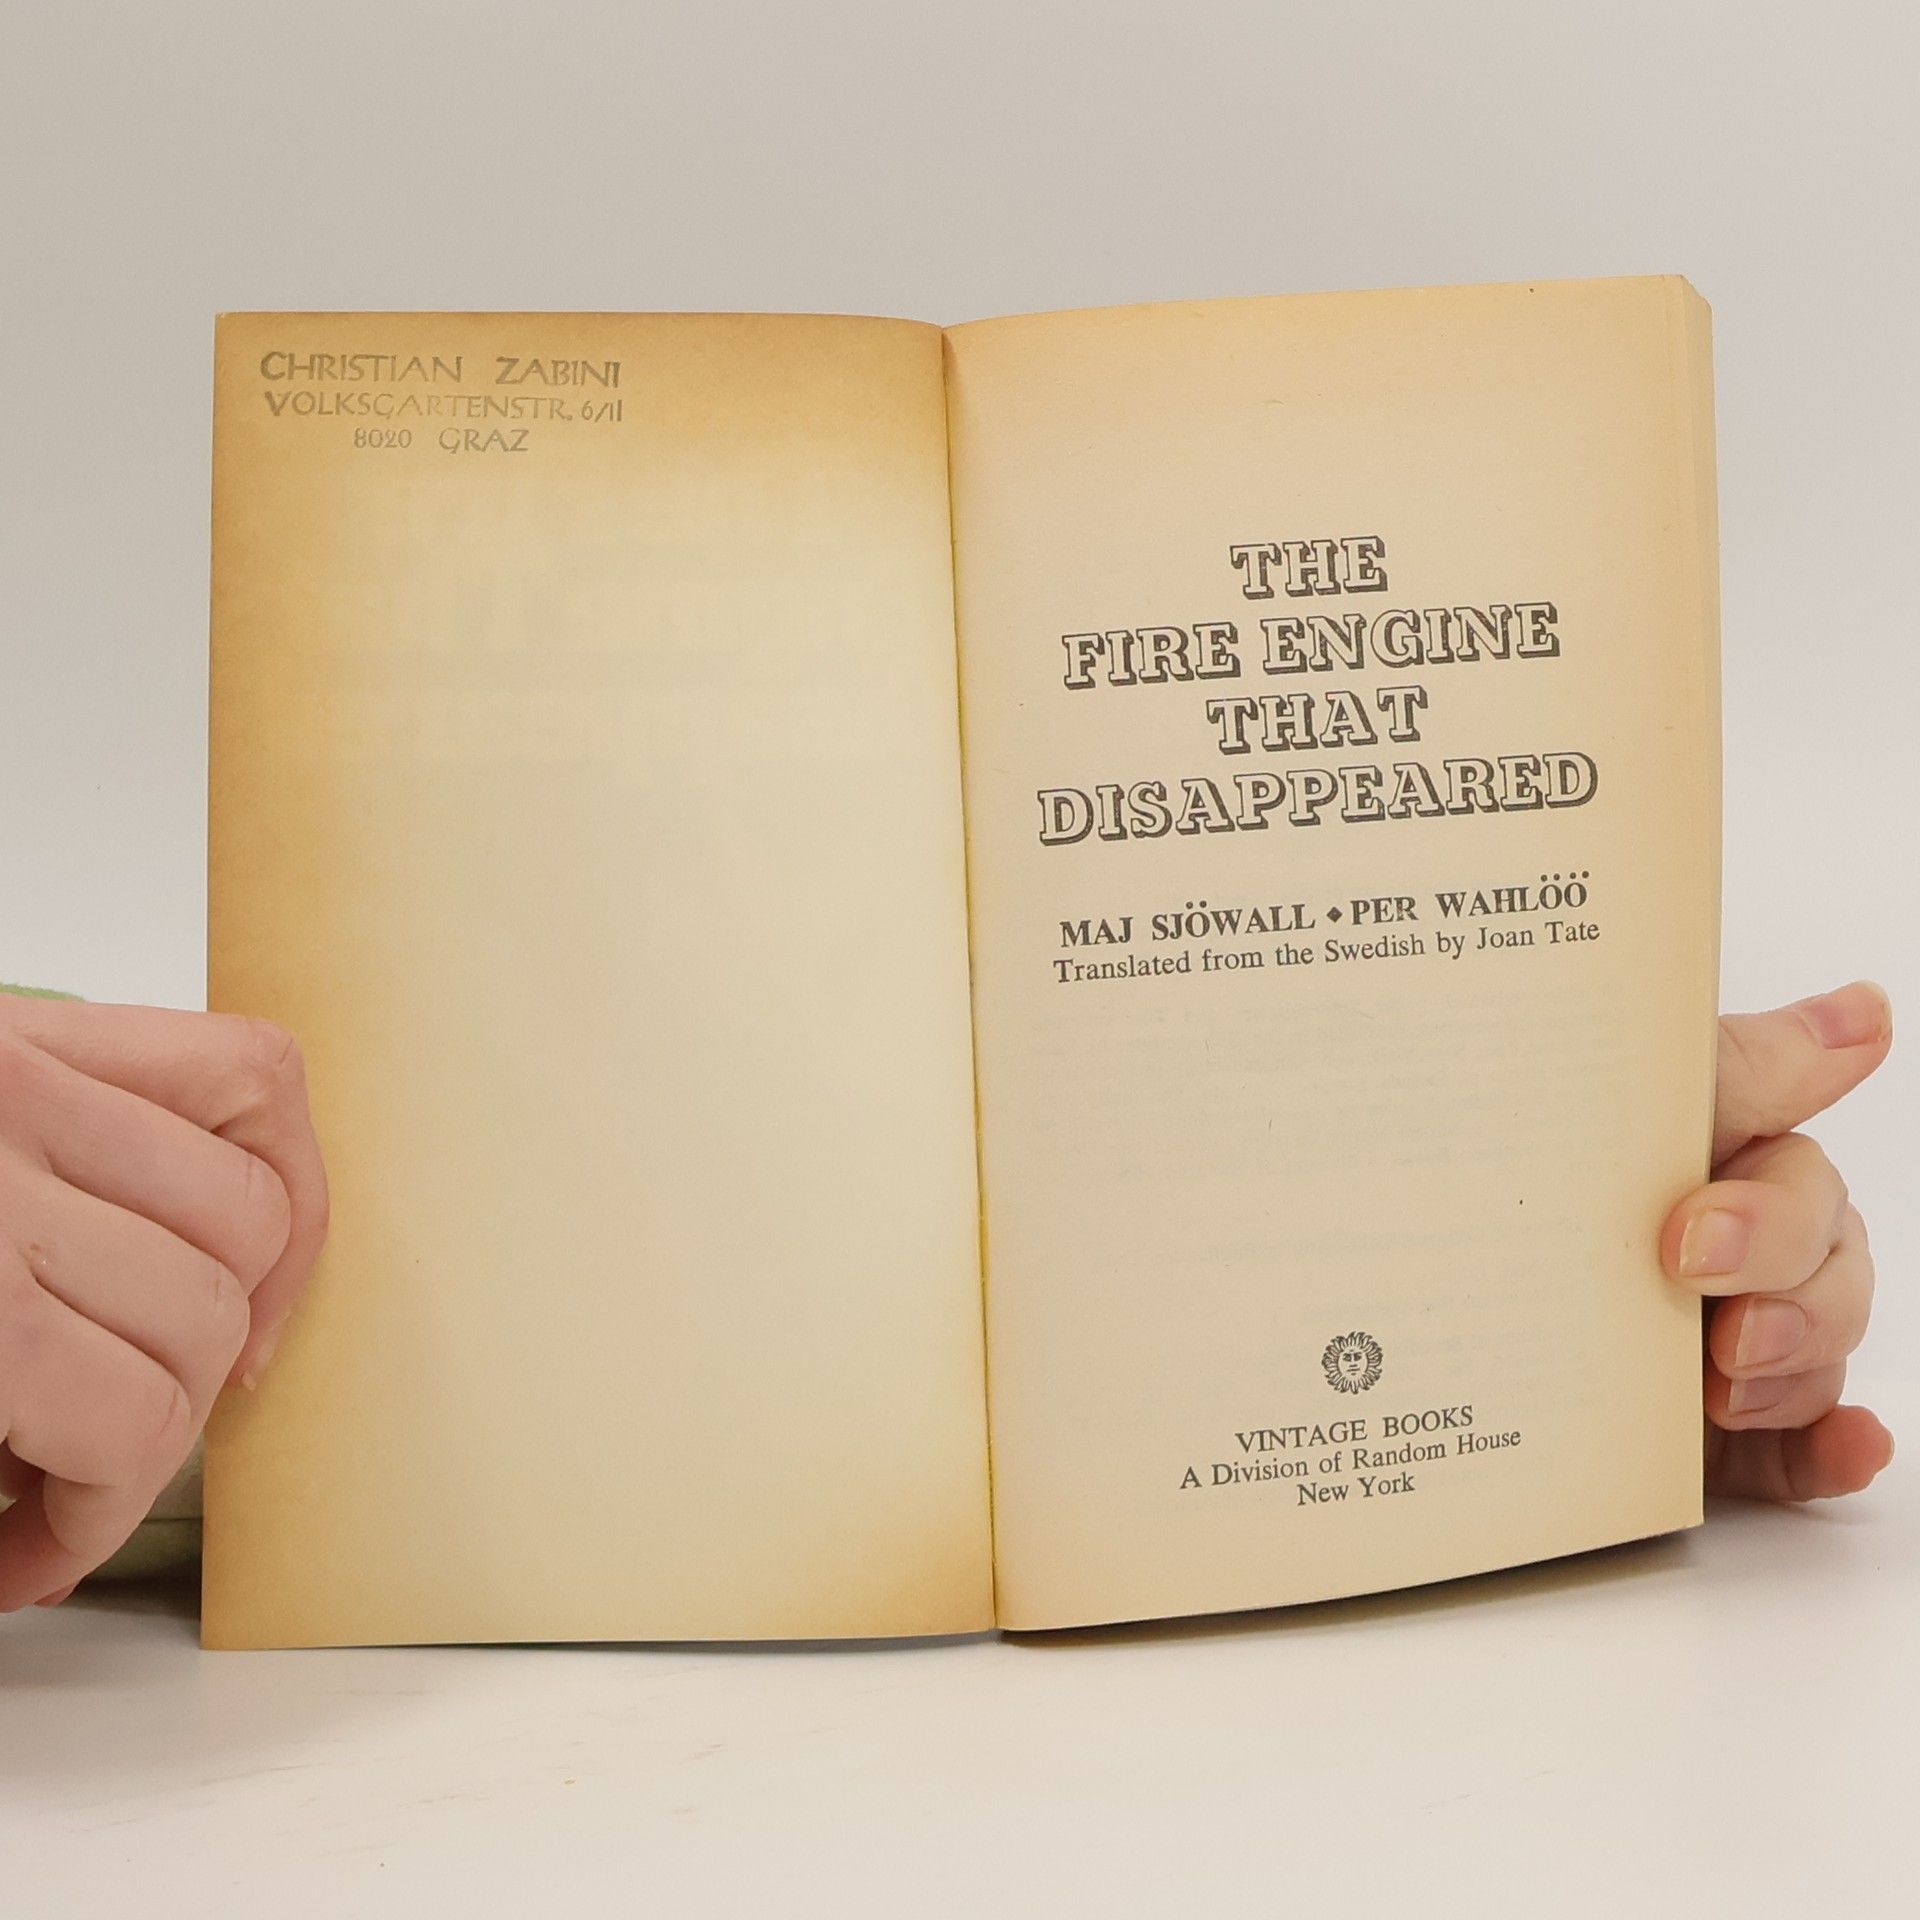 CHRISTIAN ZABINI
VOLKSGARTENSTR. 6/II
8020 GRAZ
THE
FIRE ENGINE
THAT
DISAPPEARED
MAJ SJÖWALL ◆ PER WAHLÖÖ
Translated from the Swedish by Joan Tate
VINTAGE BOOKS
A Division of Random House
New York